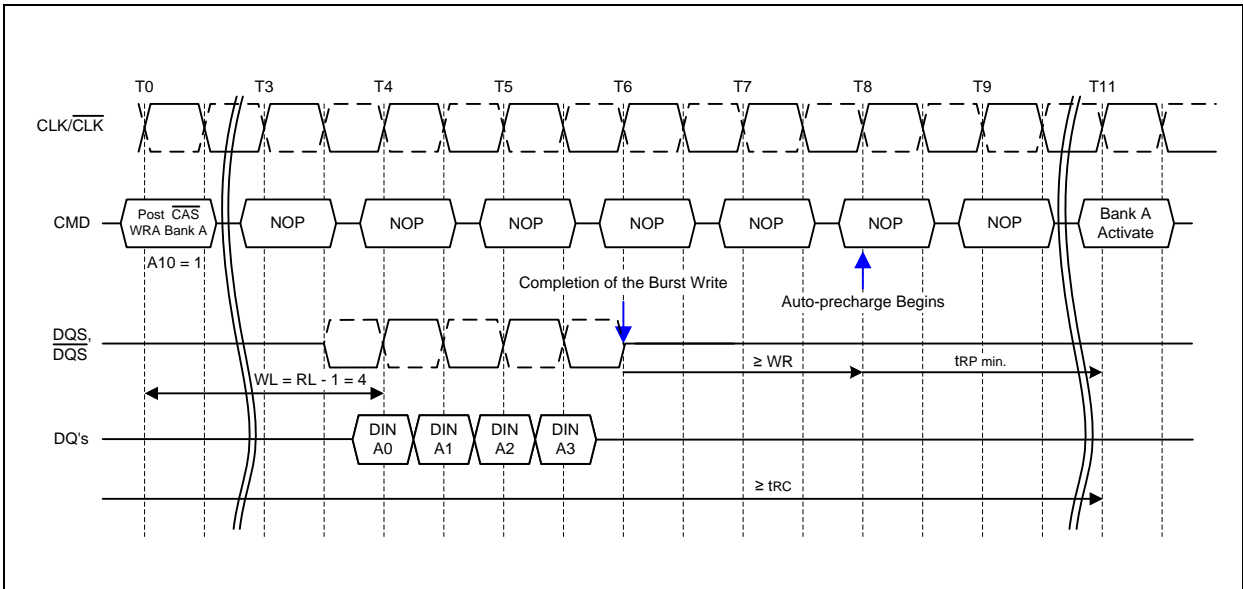 T0 T3 T4 T5 T6 T7 T8 T9 T11
CLK/CLK
CMD
Post CAS
WRA Bank A
NOP NOP NOP NOP NOP NOP NOP
Bank A
Activate
A10 = 1
Completion of the Burst Write
Auto-precharge Begins
DQS,
DQS
≥ WR
tRP min.
WL = RL - 1 = 4
DQ's
DIN
A0
DIN
A1
DIN
A2
DIN
A3
≥ tRC